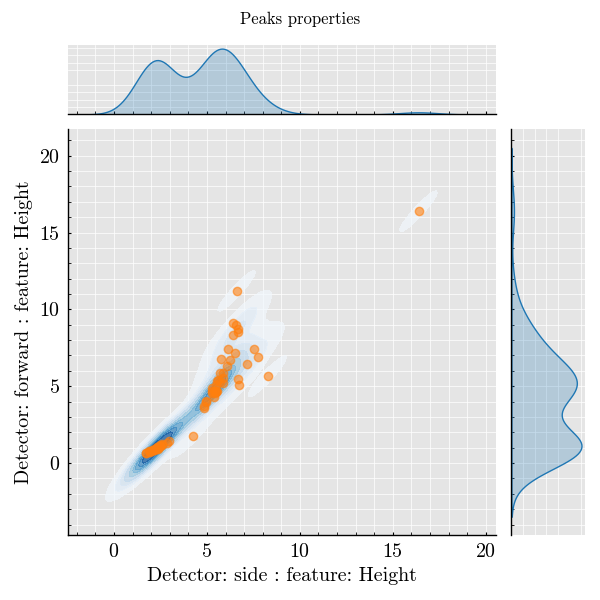 Peaks properties
20
15
10
5
0
Detector: forward : feature: Height
0 5 10 15 20
Detector: side : feature: Height